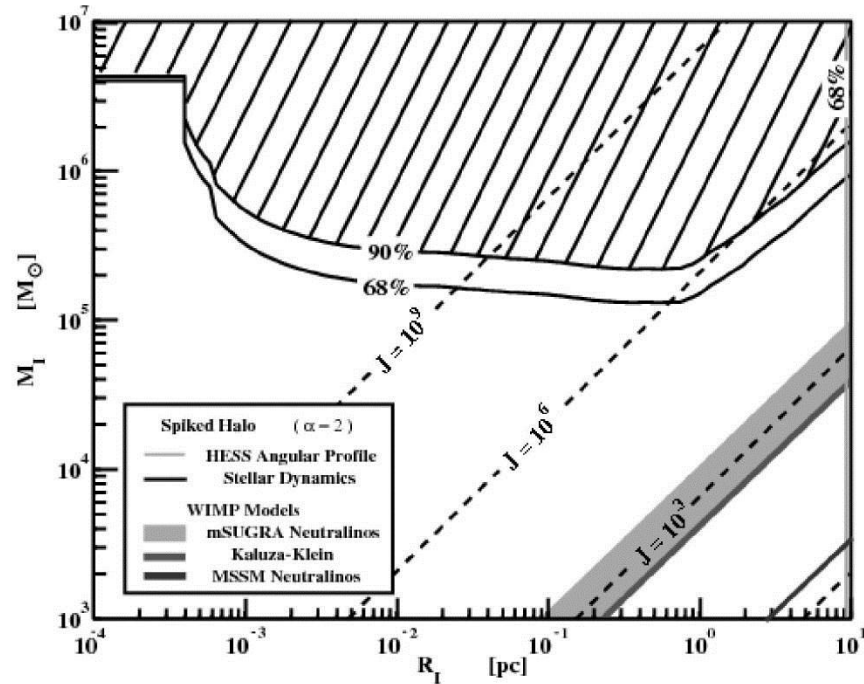 10^7
10^6
10^5
10^4
10^3
M_I [M_⊙]
68%
90%
68%
J = 10^9
J = 10^6
J = 10^3
Spiked Halo (α−2)
HESS Angular Profile
Stellar Dynamics
WIMP Models
mSUGRA Neutralinos
Kaluza-Klein
MSSM Neutralinos
10^-4 10^-3 10^-2 10^-1 10^0 10^1
R_I [pc]